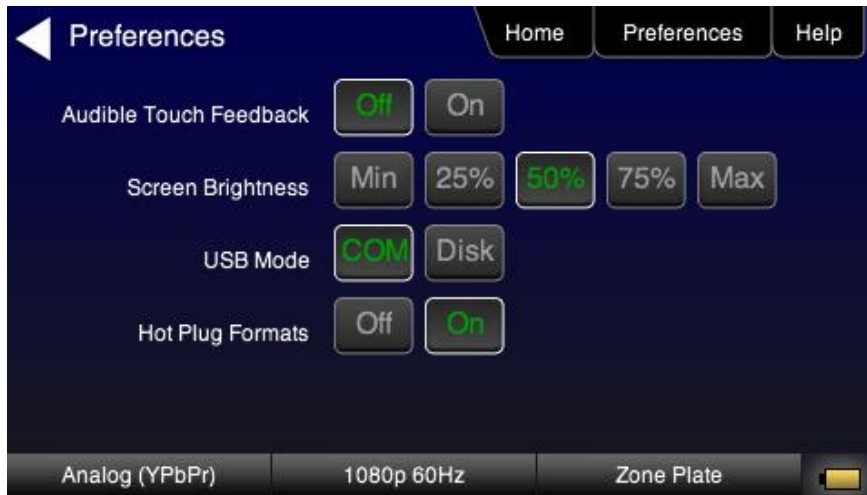 Preferences Home Preferences Help
Audible Touch Feedback Off On
Screen Brightness Min 25% 50% 75% Max
USB Mode COM Disk
Hot Plug Formats Off On
Analog (YPbPr) 1080p 60Hz Zone Plate